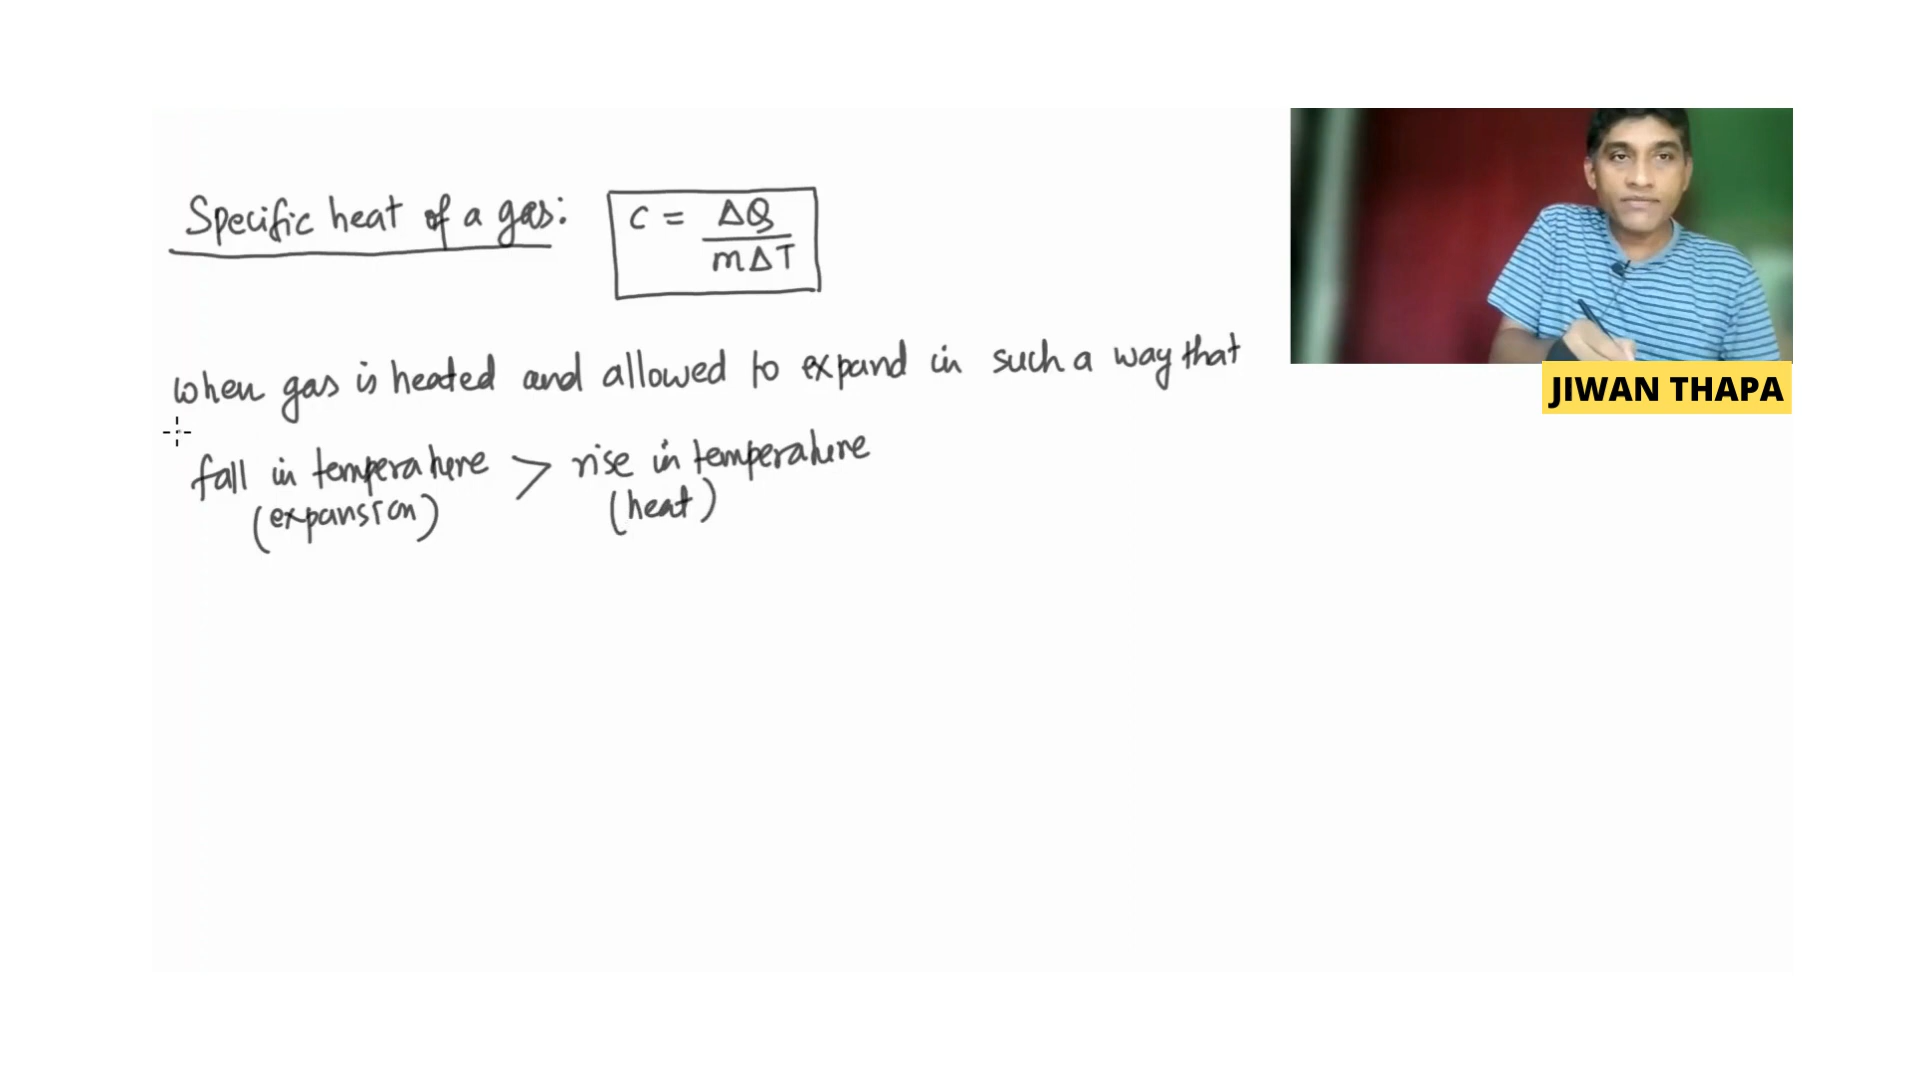 Specific heat of a gas: C = ΔQ / mΔT
when gas is heated and allowed to expand in such a way that
fall in temperature > rise in temperature
(expansion) (heat)
JIWAN THAPA